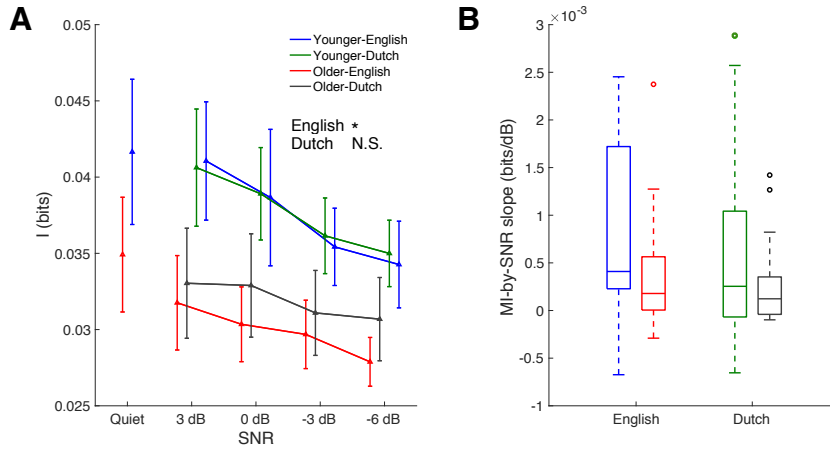 A
0.05
0.045
0.04
0.035
0.03
0.025
I (bits)
Quiet
3 dB
0 dB
-3 dB
-6 dB
SNR
Younger-English
Younger-Dutch
Older-English
Older-Dutch
English *
Dutch N.S.
B
×10⁻³
3
2.5
2
1.5
1
0.5
0
-0.5
-1
MI-by-SNR slope (bits/dB)
English
Dutch